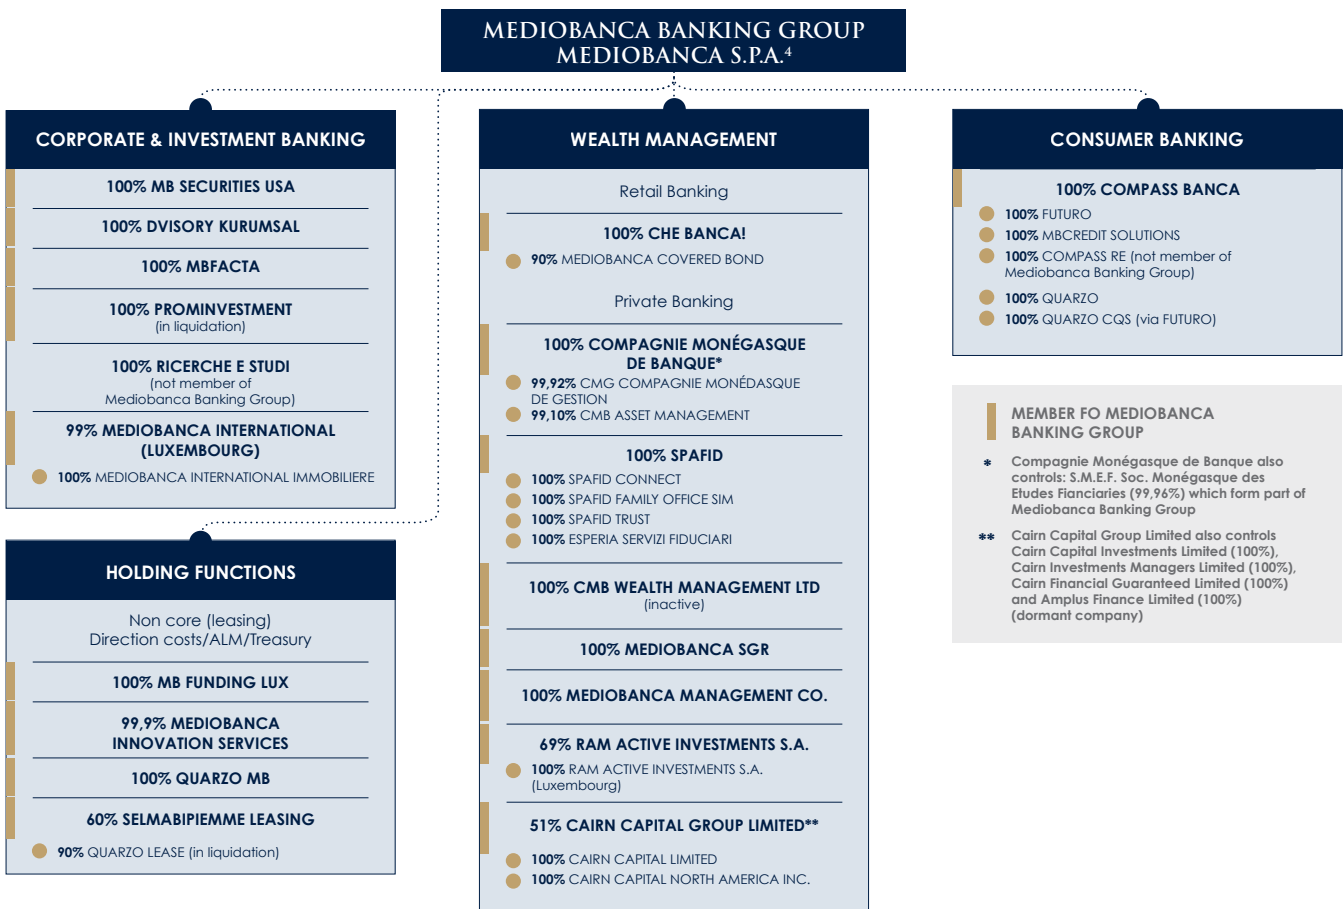 MEDIOBANCA BANKING GROUP
MEDIOBANCA S.P.A.⁴
CORPORATE & INVESTMENT BANKING
100% MB SECURITIES USA
100% DVISORY KURUMSAL
100% MBFACTA
100% PROMINVESTMENT
(in liquidation)
100% RICERCHE E STUDI
(not member of
Mediobanca Banking Group)
99% MEDIOBANCA INTERNATIONAL
(LUXEMBOURG)
100% MEDIOBANCA INTERNATIONAL IMMOBILIERE
HOLDING FUNCTIONS
Non core (leasing)
Direction costs/ALM/Treasury
100% MB FUNDING LUX
99,9% MEDIOBANCA
INNOVATION SERVICES
100% QUARZO MB
60% SELMABIPIEMME LEASING
90% QUARZO LEASE (in liquidation)
WEALTH MANAGEMENT
Retail Banking
100% CHE BANCA!
90% MEDIOBANCA COVERED BOND
Private Banking
100% COMPAGNIE MONÉGASQUE
DE BANQUE*
99,92% CMG COMPAGNIE MONÉDASQUE
DE GESTION
99,10% CMB ASSET MANAGEMENT
100% SPAFID
100% SPAFID CONNECT
100% SPAFID FAMILY OFFICE SIM
100% SPAFID TRUST
100% ESPERIA SERVIZI FIDUCIARI
100% CMB WEALTH MANAGEMENT LTD
(inactive)
100% MEDIOBANCA SGR
100% MEDIOBANCA MANAGEMENT CO.
69% RAM ACTIVE INVESTMENTS S.A.
100% RAM ACTIVE INVESTMENTS S.A.
(Luxembourg)
51% CAIRN CAPITAL GROUP LIMITED**
100% CAIRN CAPITAL LIMITED
100% CAIRN CAPITAL NORTH AMERICA INC.
CONSUMER BANKING
100% COMPASS BANCA
100% FUTURO
100% MBCREDIT SOLUTIONS
100% COMPASS RE (not member of
Mediobanca Banking Group)
100% QUARZO
100% QUARZO CQS (via FUTURO)
MEMBER FO MEDIOBANCA
BANKING GROUP
* Compagnie Monégasque de Banque also
controls: S.M.E.F. Soc. Monégasque des
Etudes Fianciaries (99,96%) which form part of
Mediobanca Banking Group
** Cairn Capital Group Limited also controls
Cairn Capital Investments Limited (100%),
Cairn Investments Managers Limited (100%),
Cairn Financial Guaranteed Limited (100%)
and Amplus Finance Limited (100%)
(dormant company)